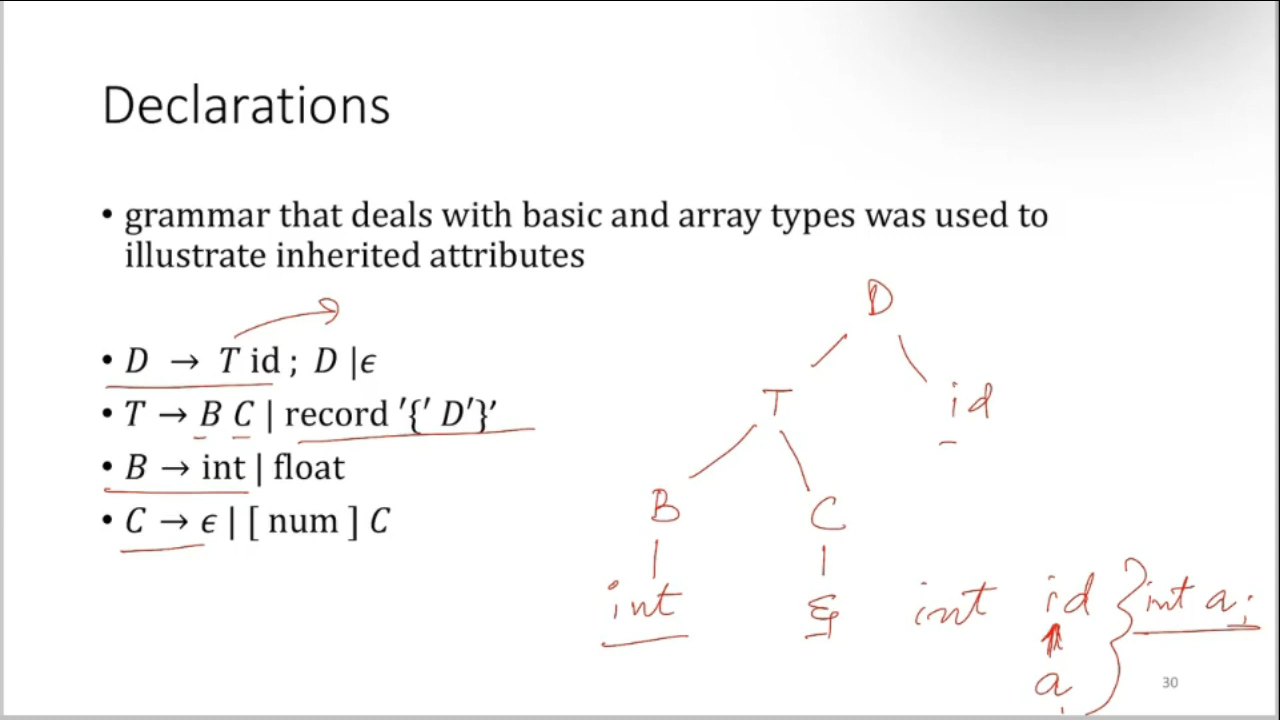 Declarations
• grammar that deals with basic and array types was used to
illustrate inherited attributes
D
• D → T id ; D |ϵ
T id
• T → B C | record ′{′ D′}′
• B → int | float
B C
• C → ϵ | [ num ] C
int ε int id } int a;
a
30